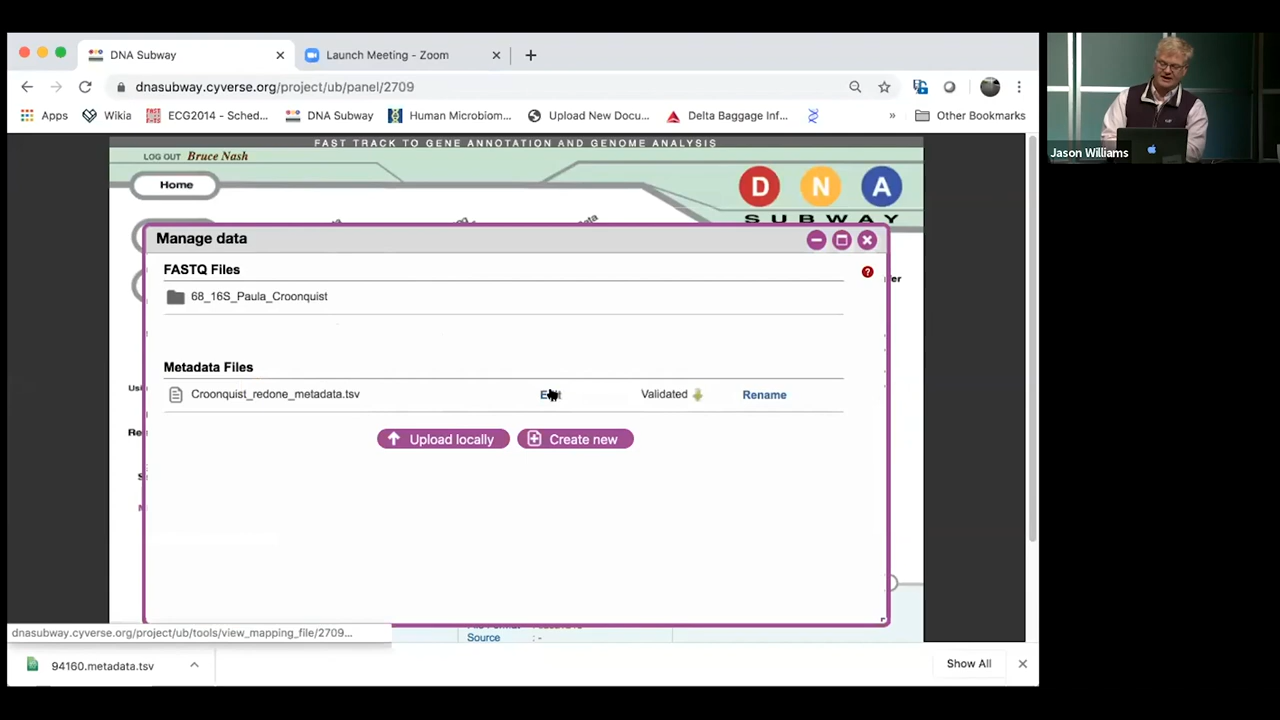 DNA Subway
Launch Meeting - Zoom
dnasubway.cyverse.org/project/ub/panel/2709
Apps
Wikia
ECG2014 - Sched...
DNA Subway
Human Microbiom...
Upload New Docu...
Delta Baggage Inf...
»
Other Bookmarks
Jason Williams
FAST TRACK TO GENE ANNOTATION AND GENOME ANALYSIS
LOG OUT Bruce Nash
Home
D N A
SUBWAY
Manage data
FASTQ Files
?
68_16S_Paula_Croonquist
Metadata Files
Croonquist_redone_metadata.tsv
Validated
Rename
Upload locally
Create new
dnasubway.cyverse.org/project/ub/tools/view_mapping_file/2709...
Source : -
94160.metadata.tsv
Show All